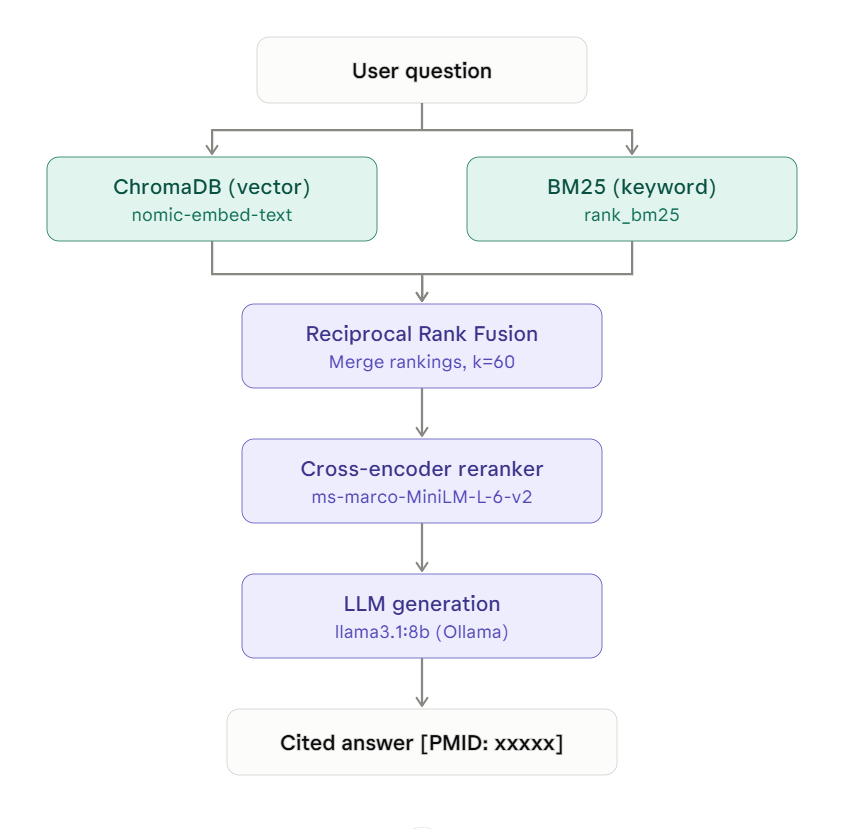 User question
ChromaDB (vector)
nomic-embed-text
BM25 (keyword)
rank_bm25
Reciprocal Rank Fusion
Merge rankings, k=60
Cross-encoder reranker
ms-marco-MiniLM-L-6-v2
LLM generation
llama3.1:8b (Ollama)
Cited answer [PMID: xxxxx]